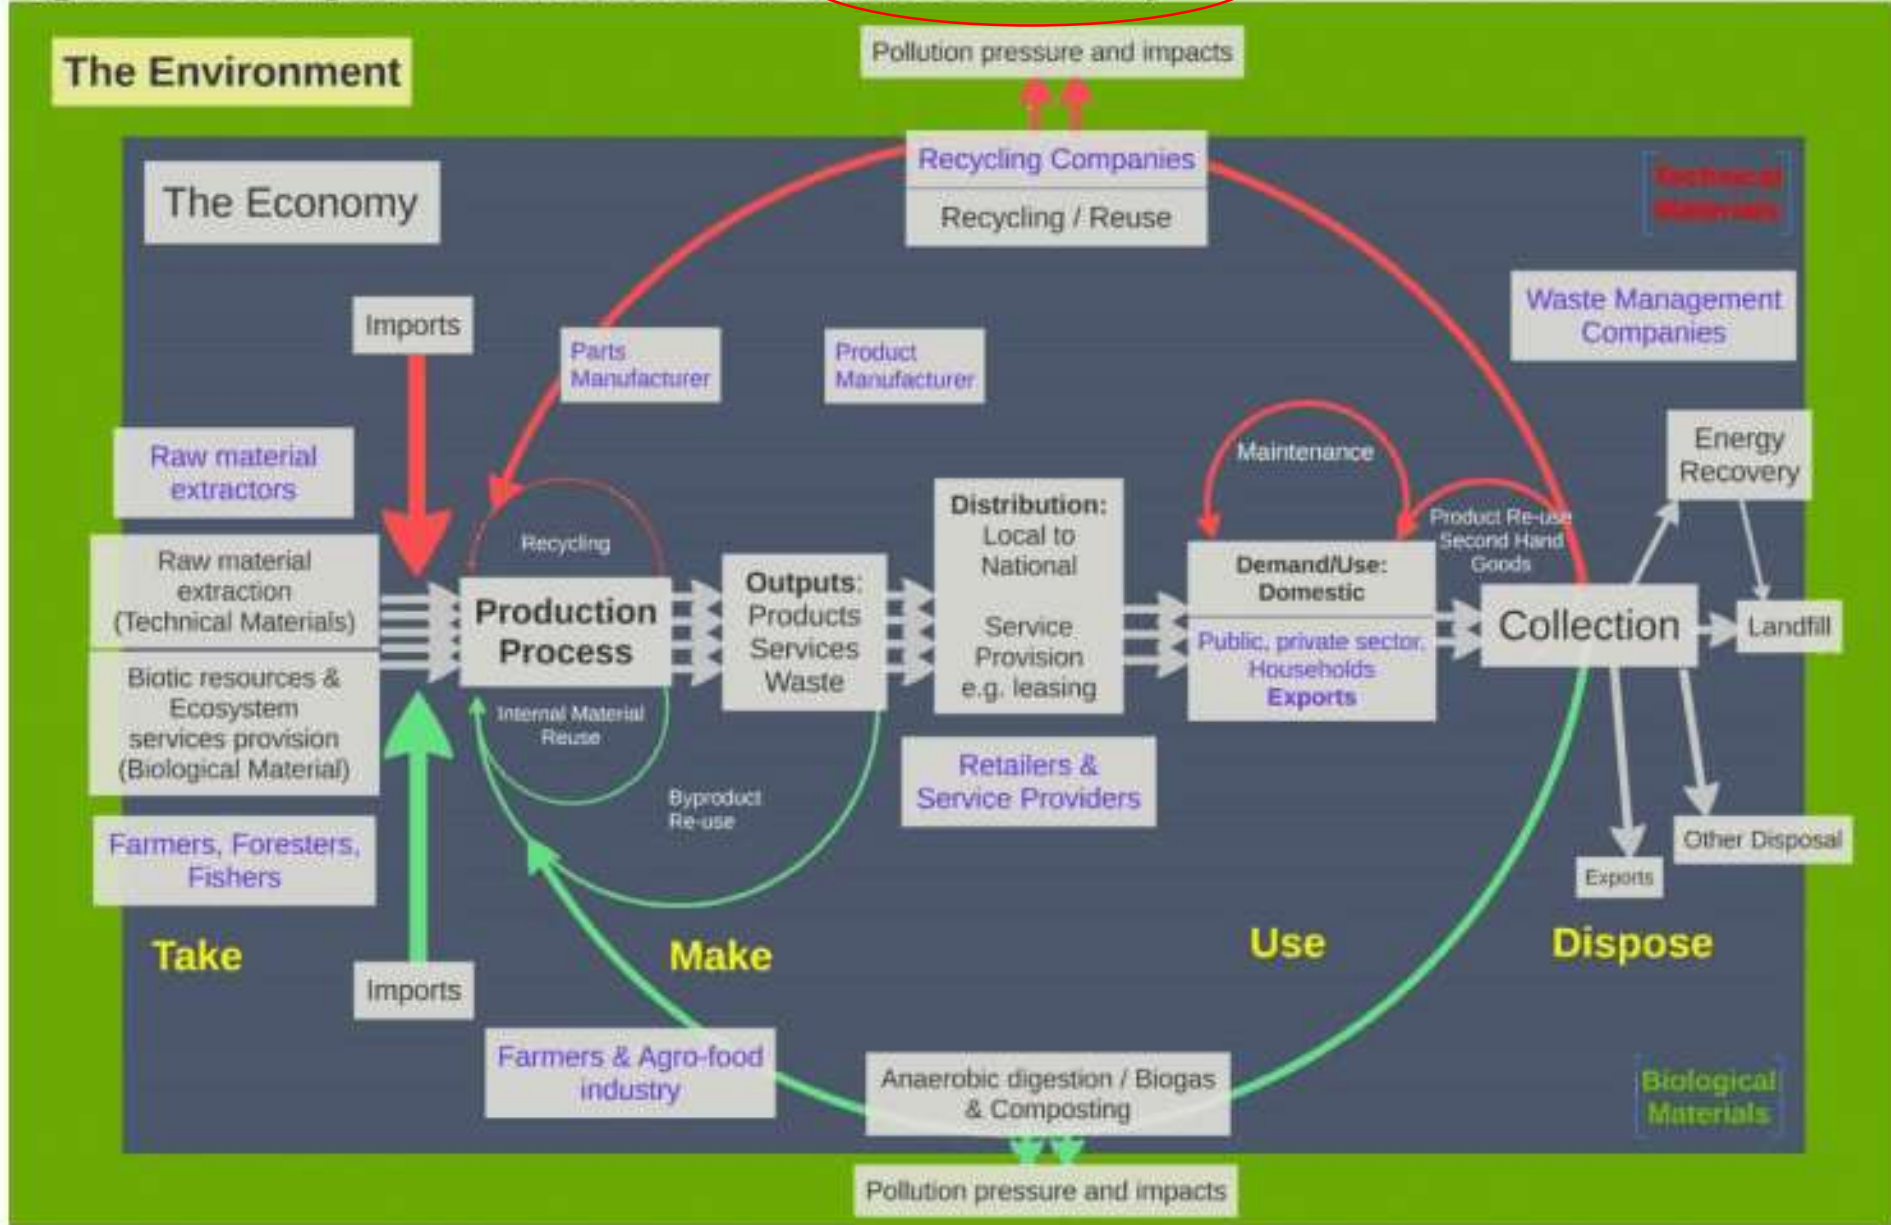 Pollution pressure and impacts
The Environment
Recycling Companies
Recycling / Reuse
Technical
Materials
The Economy
Waste Management
Companies
Imports
Parts
Manufacturer
Product
Manufacturer
Energy
Recovery
Maintenance
Raw material
extractors
Distribution:
Local to
National
Service
Provision
e.g. leasing
Product Re-use
Second Hand
Goods
Recycling
Raw material
extraction
(Technical Materials)
Production
Process
Outputs:
Products
Services
Waste
Demand/Use:
Domestic
Public, private sector,
Households
Exports
Collection
Landfill
Biotic resources &
Ecosystem
services provision
(Biological Material)
Internal Material
Reuse
Byproduct
Re-use
Retailers &
Service Providers
Farmers, Foresters,
Fishers
Other Disposal
Exports
Take
Make
Use
Dispose
Imports
Farmers & Agro-food
industry
Anaerobic digestion / Biogas
& Composting
Biological
Materials
Pollution pressure and impacts